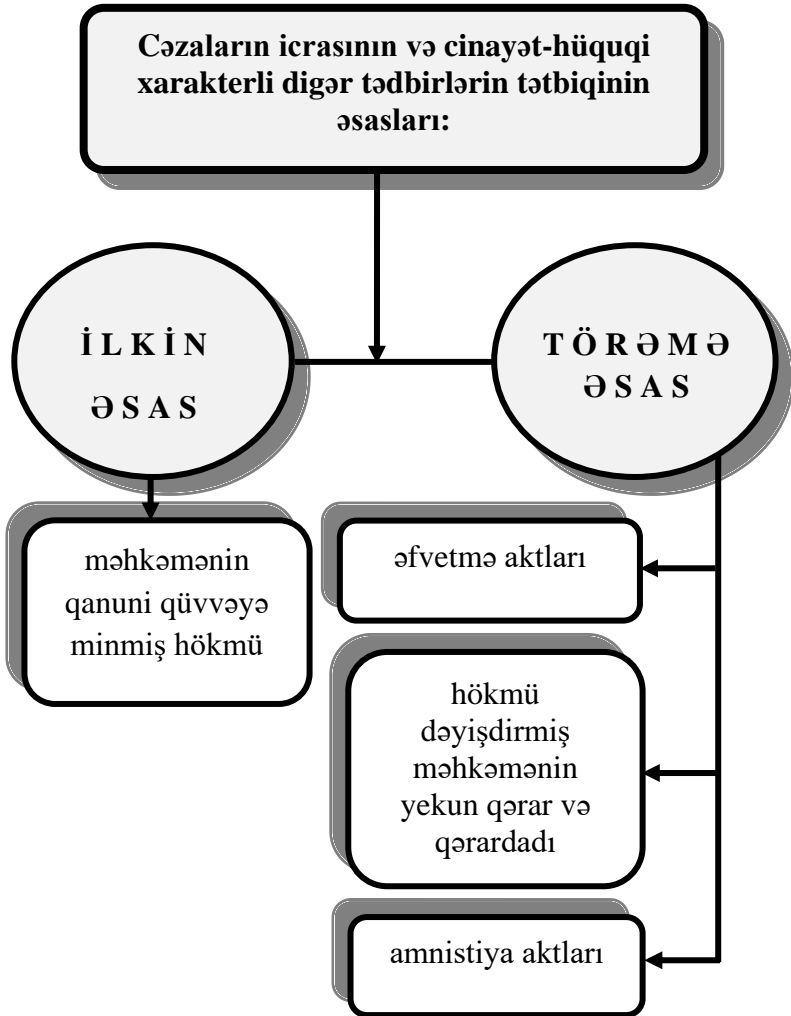 Cəzaların icrasının və cinayət-hüquqi
xarakterli digər tədbirlərin tətbiqinin
əsasları:
İ L K İ N
Ə S A S
T Ö R Ə M Ə
Ə S A S
məhkəmənin
qanuni qüvvəyə
minmiş hökmü
əfvetmə aktları
hökmü
dəyişdirmiş
məhkəmənin
yekun qərar və
qərardadı
amnistiya aktları